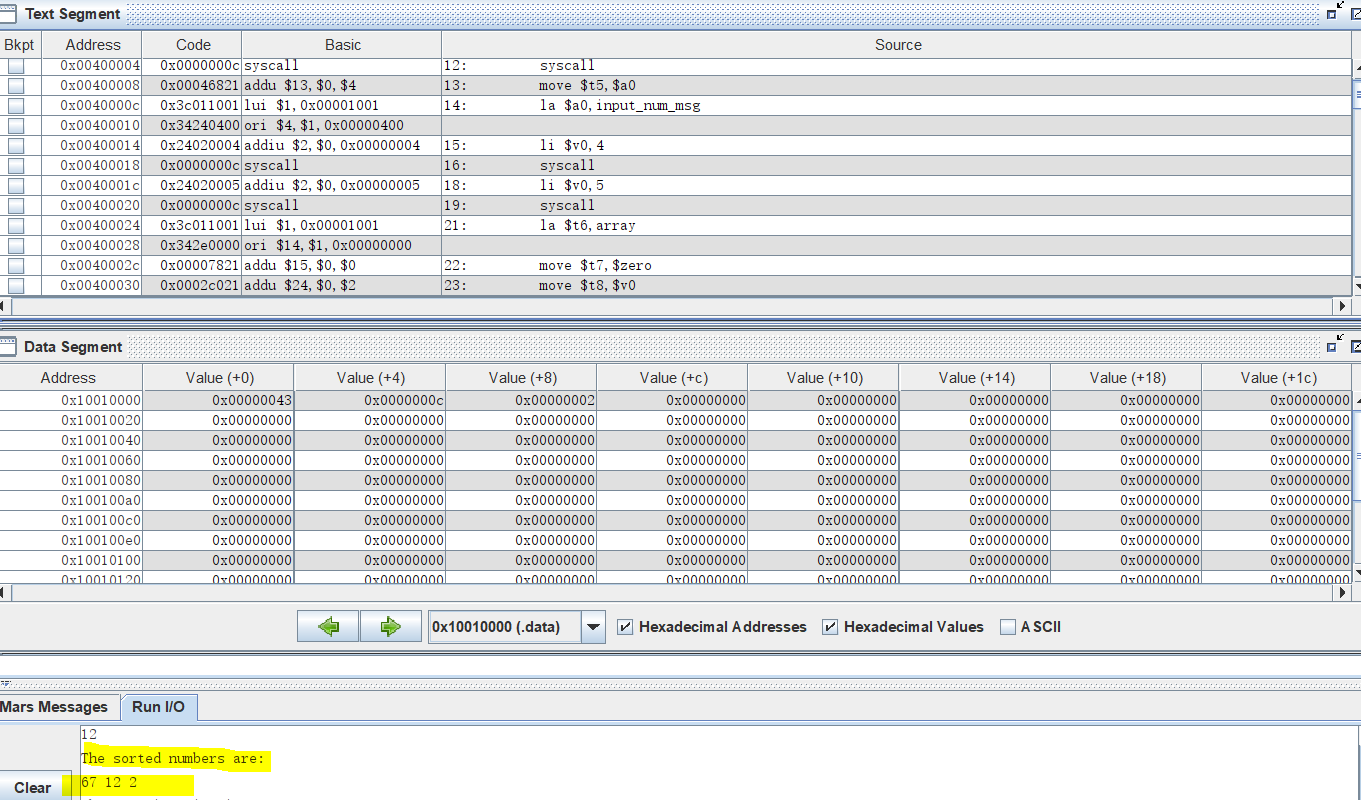 Text Segment
Bkpt Address Code Basic Source
0x00400004 0x0000000c syscall 12: syscall
0x00400008 0x00046821 addu $13,$0,$4 13: move $t5,$a0
0x0040000c 0x3c011001 lui $1,0x00001001 14: la $a0,input_num_msg
0x00400010 0x34240400 ori $4,$1,0x00000400
0x00400014 0x24020004 addiu $2,$0,0x00000004 15: li $v0,4
0x00400018 0x0000000c syscall 16: syscall
0x0040001c 0x24020005 addiu $2,$0,0x00000005 18: li $v0,5
0x00400020 0x0000000c syscall 19: syscall
0x00400024 0x3c011001 lui $1,0x00001001 21: la $t6,array
0x00400028 0x342e0000 ori $14,$1,0x00000000
0x0040002c 0x00007821 addu $15,$0,$0 22: move $t7,$zero
0x00400030 0x0002c021 addu $24,$0,$2 23: move $t8,$v0
Data Segment
Address Value (+0) Value (+4) Value (+8) Value (+c) Value (+10) Value (+14) Value (+18) Value (+1c)
0x10010000 0x00000043 0x0000000c 0x00000002 0x00000000 0x00000000 0x00000000 0x00000000 0x00000000
0x10010020 0x00000000 0x00000000 0x00000000 0x00000000 0x00000000 0x00000000 0x00000000 0x00000000
0x10010040 0x00000000 0x00000000 0x00000000 0x00000000 0x00000000 0x00000000 0x00000000 0x00000000
0x10010060 0x00000000 0x00000000 0x00000000 0x00000000 0x00000000 0x00000000 0x00000000 0x00000000
0x10010080 0x00000000 0x00000000 0x00000000 0x00000000 0x00000000 0x00000000 0x00000000 0x00000000
0x100100a0 0x00000000 0x00000000 0x00000000 0x00000000 0x00000000 0x00000000 0x00000000 0x00000000
0x100100c0 0x00000000 0x00000000 0x00000000 0x00000000 0x00000000 0x00000000 0x00000000 0x00000000
0x100100e0 0x00000000 0x00000000 0x00000000 0x00000000 0x00000000 0x00000000 0x00000000 0x00000000
0x10010100 0x00000000 0x00000000 0x00000000 0x00000000 0x00000000 0x00000000 0x00000000 0x00000000
0x10010120 0x00000000 0x00000000 0x00000000 0x00000000 0x00000000 0x00000000 0x00000000 0x00000000
0x10010000 (.data) Hexadecimal Addresses Hexadecimal Values ASCII
Mars Messages Run I/O
12
The sorted numbers are:
67 12 2
Clear